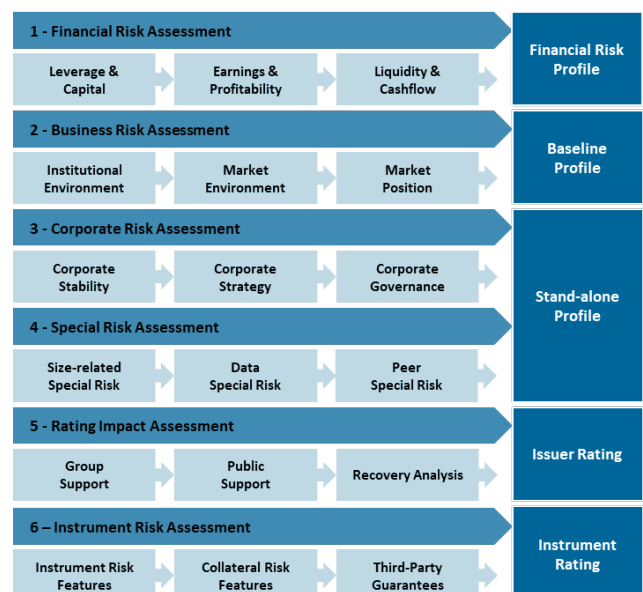 1 - Financial Risk Assessment
Financial Risk
Profile
Leverage &
Capital
Earnings &
Profitability
Liquidity &
Cashflow
2 - Business Risk Assessment
Baseline
Profile
Institutional
Environment
Market
Environment
Market
Position
3 - Corporate Risk Assessment
Corporate
Stability
Corporate
Strategy
Corporate
Governance
Stand-alone
Profile
4 - Special Risk Assessment
Size-related
Special Risk
Data
Special Risk
Peer
Special Risk
5 - Rating Impact Assessment
Issuer Rating
Group
Support
Public
Support
Recovery Analysis
6 – Instrument Risk Assessment
Instrument
Rating
Instrument Risk
Features
Collateral Risk
Features
Third-Party
Guarantees